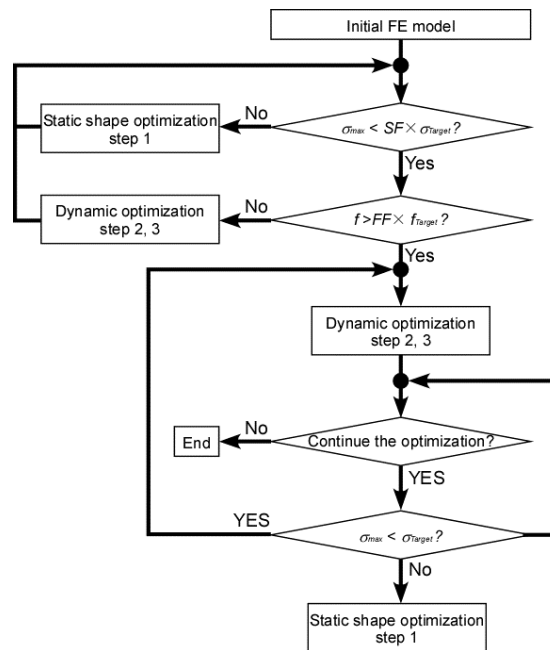 Initial FE model
No
σmax < SF× σTarget?
Static shape optimization
step 1
Yes
No
f>FF× fTarget?
Dynamic optimization
step 2, 3
Yes
Dynamic optimization
step 2, 3
No
Continue the optimization?
End
YES
YES
σmax < σTarget?
No
Static shape optimization
step 1